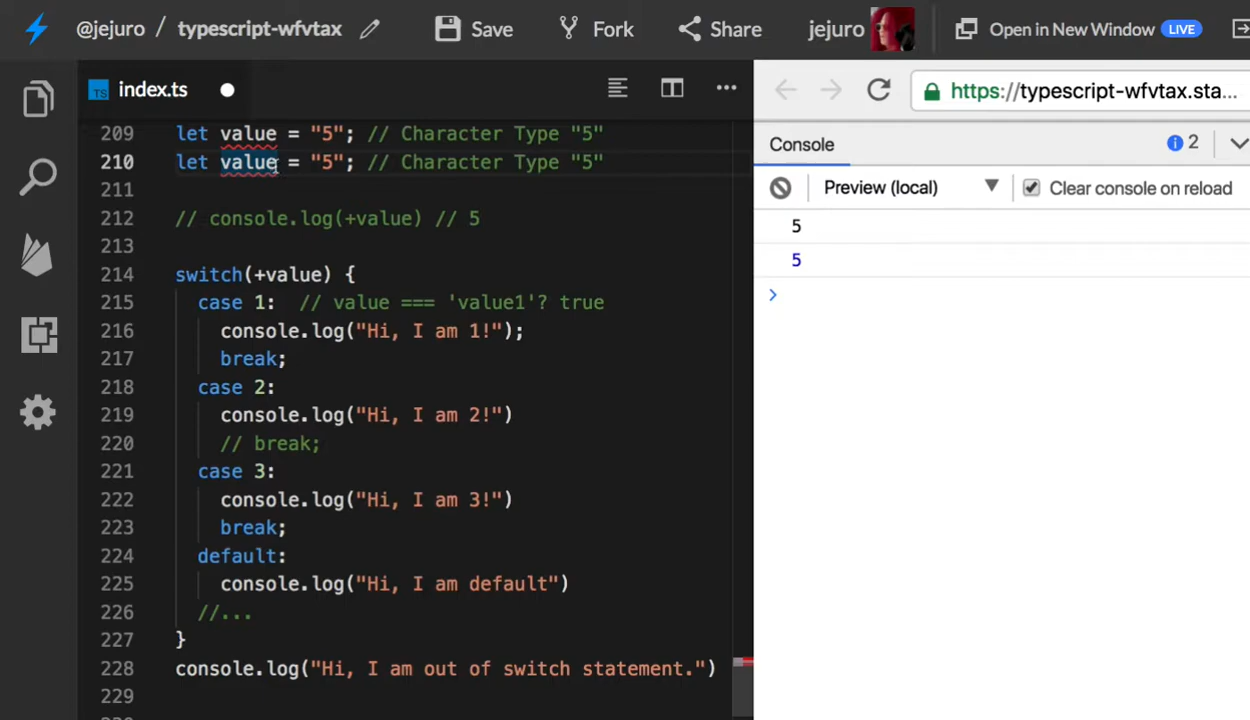 @jejuro / typescript-wfvtax Save Fork Share jejuro Open in New Window LIVE
TS index.ts
https://typescript-wfvtax.sta...
Console 2
Preview (local) Clear console on reload
5
5
>
209 let value = "5"; // Character Type "5"
210 let value = "5"; // Character Type "5"
211
212 // console.log(+value) // 5
213
214 switch(+value) {
215 case 1: // value === 'value1'? true
216 console.log("Hi, I am 1!");
217 break;
218 case 2:
219 console.log("Hi, I am 2!")
220 // break;
221 case 3:
222 console.log("Hi, I am 3!")
223 break;
224 default:
225 console.log("Hi, I am default")
226 //...
227 }
228 console.log("Hi, I am out of switch statement.")
229